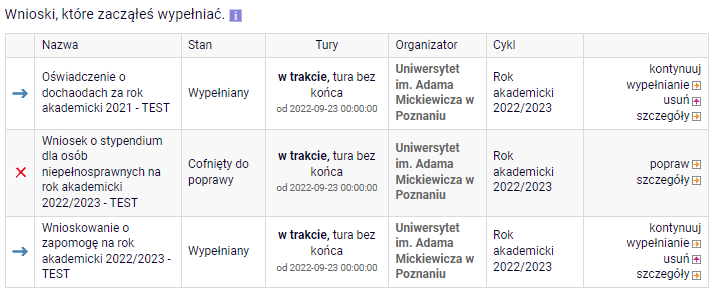 Wnioski, które zacząłeś wypełniać.
Nazwa Stan Tury Organizator Cykl
Oświadczenie o
dochaodach za rok
akademicki 2021 - TEST
Wypełniany
w trakcie, tura bez
końca
od 2022-09-23 00:00:00
Uniwersytet
im. Adama
Mickiewicza w
Poznaniu
Rok
akademicki
2022/2023
kontynuuj
wypełnianie
usuń
szczegóły
Wniosek o stypendium
dla osób
niepełnosprawnych na
rok akademicki
2022/2023 - TEST
Cofnięty do
poprawy
w trakcie, tura bez
końca
od 2022-09-23 00:00:00
Uniwersytet
im. Adama
Mickiewicza w
Poznaniu
Rok
akademicki
2022/2023
popraw
szczegóły
Wnioskowanie o
zapomogę na rok
akademicki 2022/2023 -
TEST
Wypełniany
w trakcie, tura bez
końca
od 2022-09-23 00:00:00
Uniwersytet
im. Adama
Mickiewicza w
Poznaniu
Rok
akademicki
2022/2023
kontynuuj
wypełnianie
usuń
szczegóły